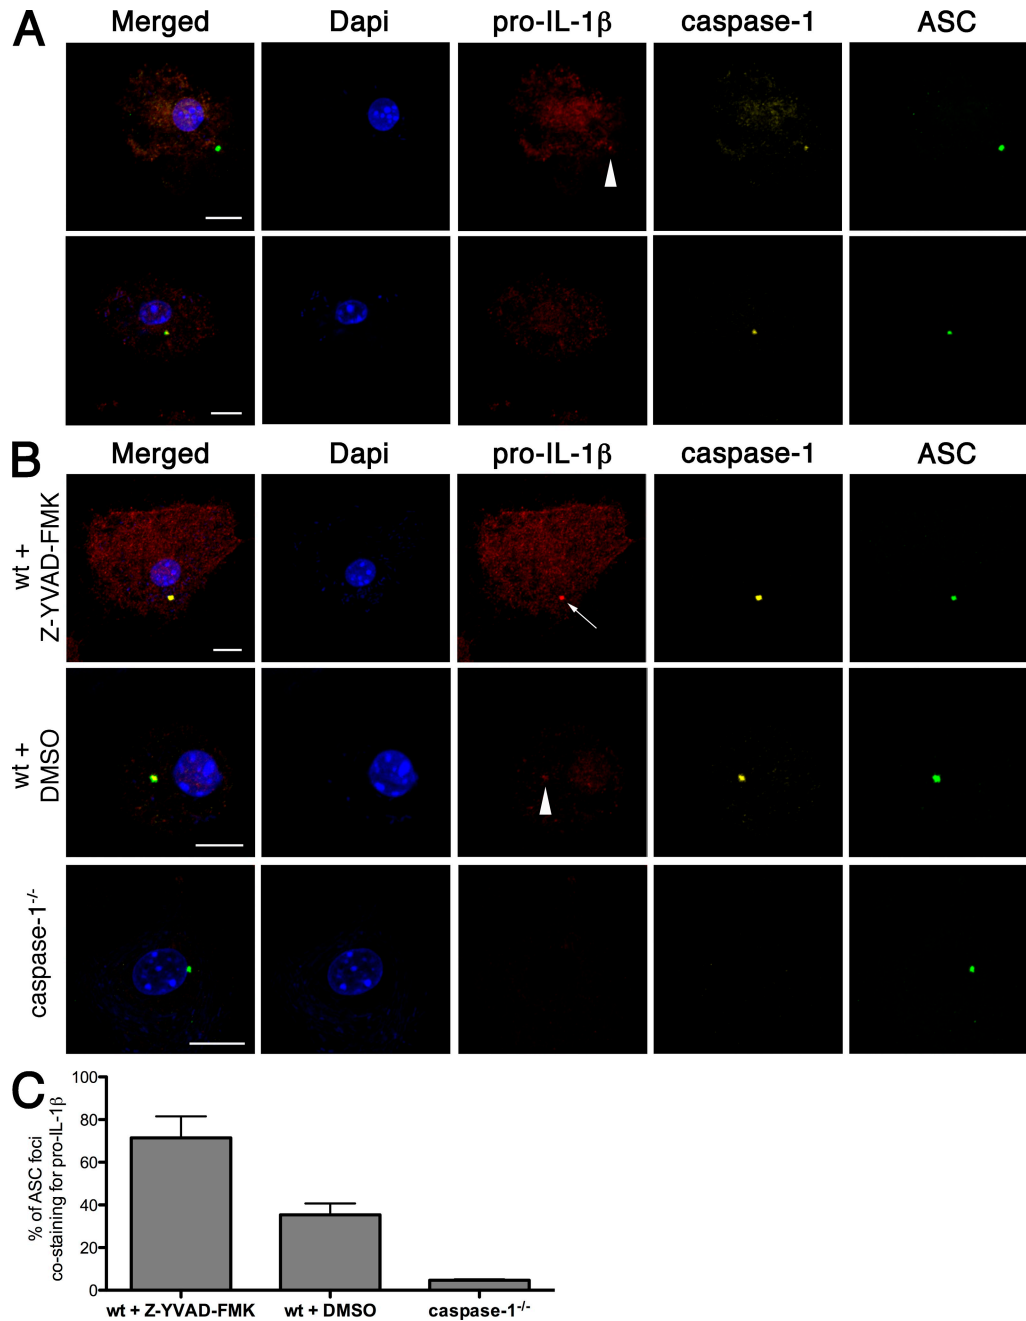 A
Merged Dapi pro-IL-1β caspase-1 ASC
B
Merged Dapi pro-IL-1β caspase-1 ASC
wt +
Z-YVAD-FMK
wt +
DMSO
caspase-1-/-
C
% of ASC foci
co-staining for pro-IL-1β
100
80
60
40
20
0
wt + Z-YVAD-FMK wt + DMSO caspase-1-/-